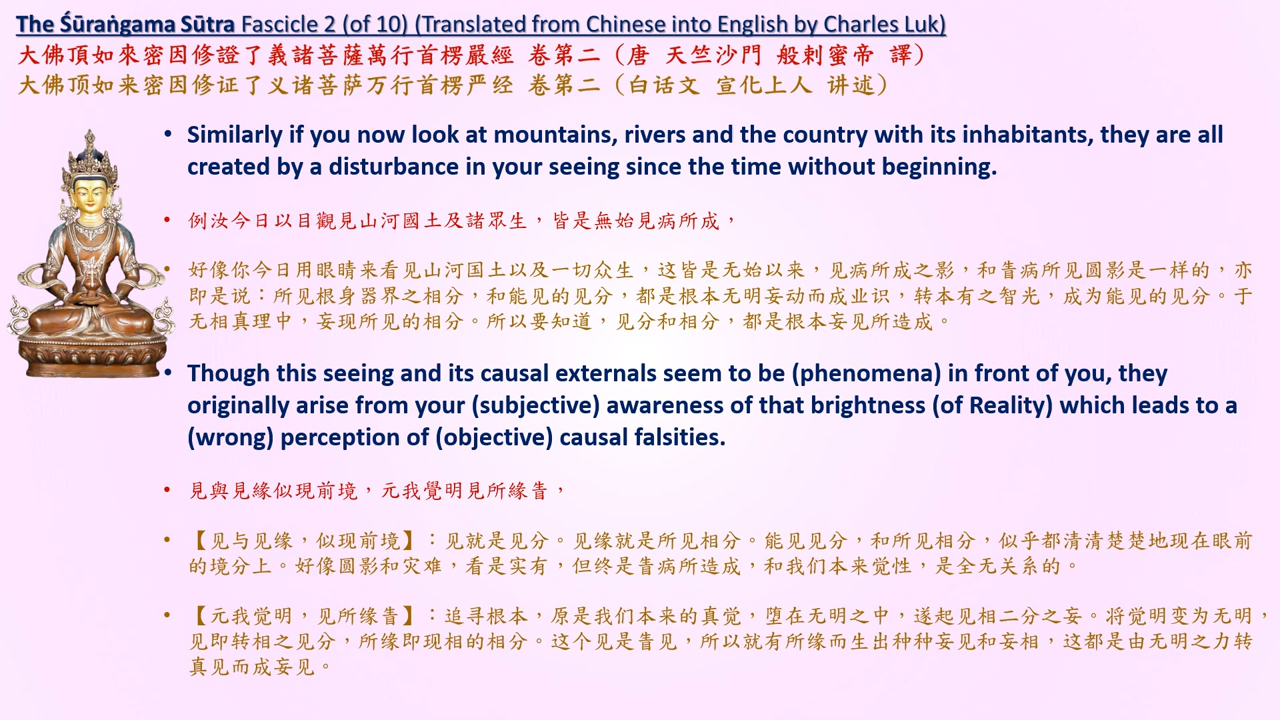 The Śūraṅgama Sūtra Fascicle 2 (of 10) (Translated from Chinese into English by Charles Luk)
大佛頂如來密因修證了義諸菩薩萬行首楞嚴經 卷第二（唐 天竺沙門 般剌蜜帝 譯）
大佛顶如来密因修证了义诸菩萨万行首楞严经 卷第二（白话文 宣化上人 讲述）
• Similarly if you now look at mountains, rivers and the country with its inhabitants, they are all
created by a disturbance in your seeing since the time without beginning.
• 例汝今日以目觀見山河國土及諸眾生，皆是無始見病所成，
• 好像你今日用眼睛来看见山河国土以及一切众生，这皆是无始以来，见病所成之影，和眚病所见圆影是一样的，亦
即是说：所见根身器界之相分，和能见的见分，都是根本无明妄动而成业识，转本有之智光，成为能见的见分。于
无相真理中，妄现所见的相分。所以要知道，见分和相分，都是根本妄见所造成。
• Though this seeing and its causal externals seem to be (phenomena) in front of you, they
originally arise from your (subjective) awareness of that brightness (of Reality) which leads to a
(wrong) perception of (objective) causal falsities.
• 見與見緣似現前境，元我覺明見所緣眚，
• 【见与见缘，似现前境】：见就是见分。见缘就是所见相分。能见见分，和所见相分，似乎都清清楚楚地现在眼前
的境分上。好像圆影和灾难，看是实有，但终是眚病所造成，和我们本来觉性，是全无关系的。
• 【元我觉明，见所缘眚】：追寻根本，原是我们本来的真觉，堕在无明之中，遂起见相二分之妄。将觉明变为无明，
见即转相之见分，所缘即现相的相分。这个见是眚见，所以就有所缘而生出种种妄见和妄相，这都是由无明之力转
真见而成妄见。